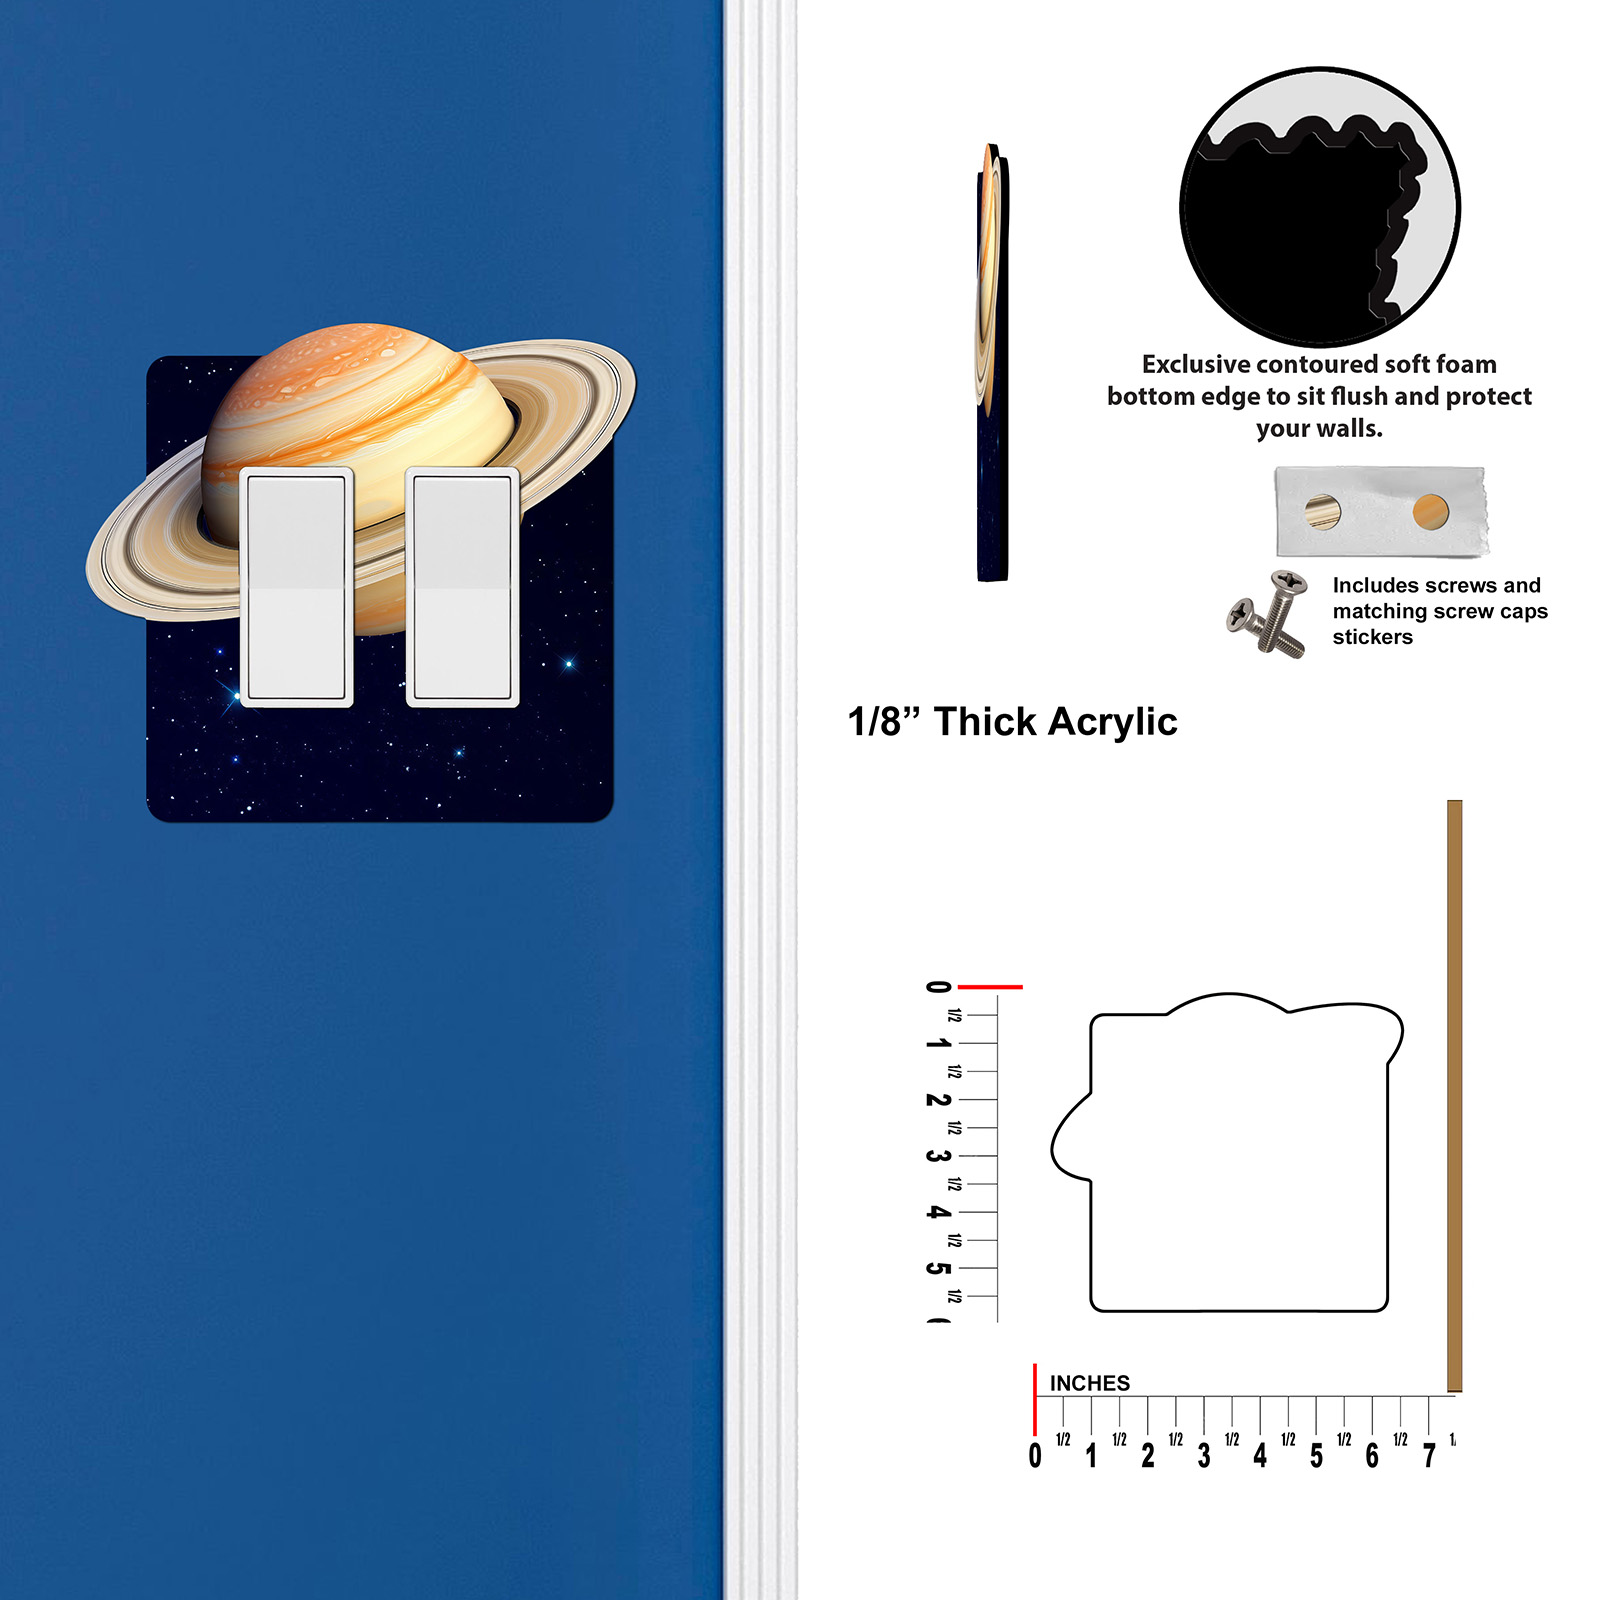 Exclusive contoured soft foam
bottom edge to sit flush and protect
your walls.
Includes screws and
matching screw caps
stickers
1/8” Thick Acrylic
0
1/2
1
1/2
2
1/2
3
1/2
4
1/2
5
1/2
INCHES
0 1/2 1 1/2 2 1/2 3 1/2 4 1/2 5 1/2 6 1/2 7